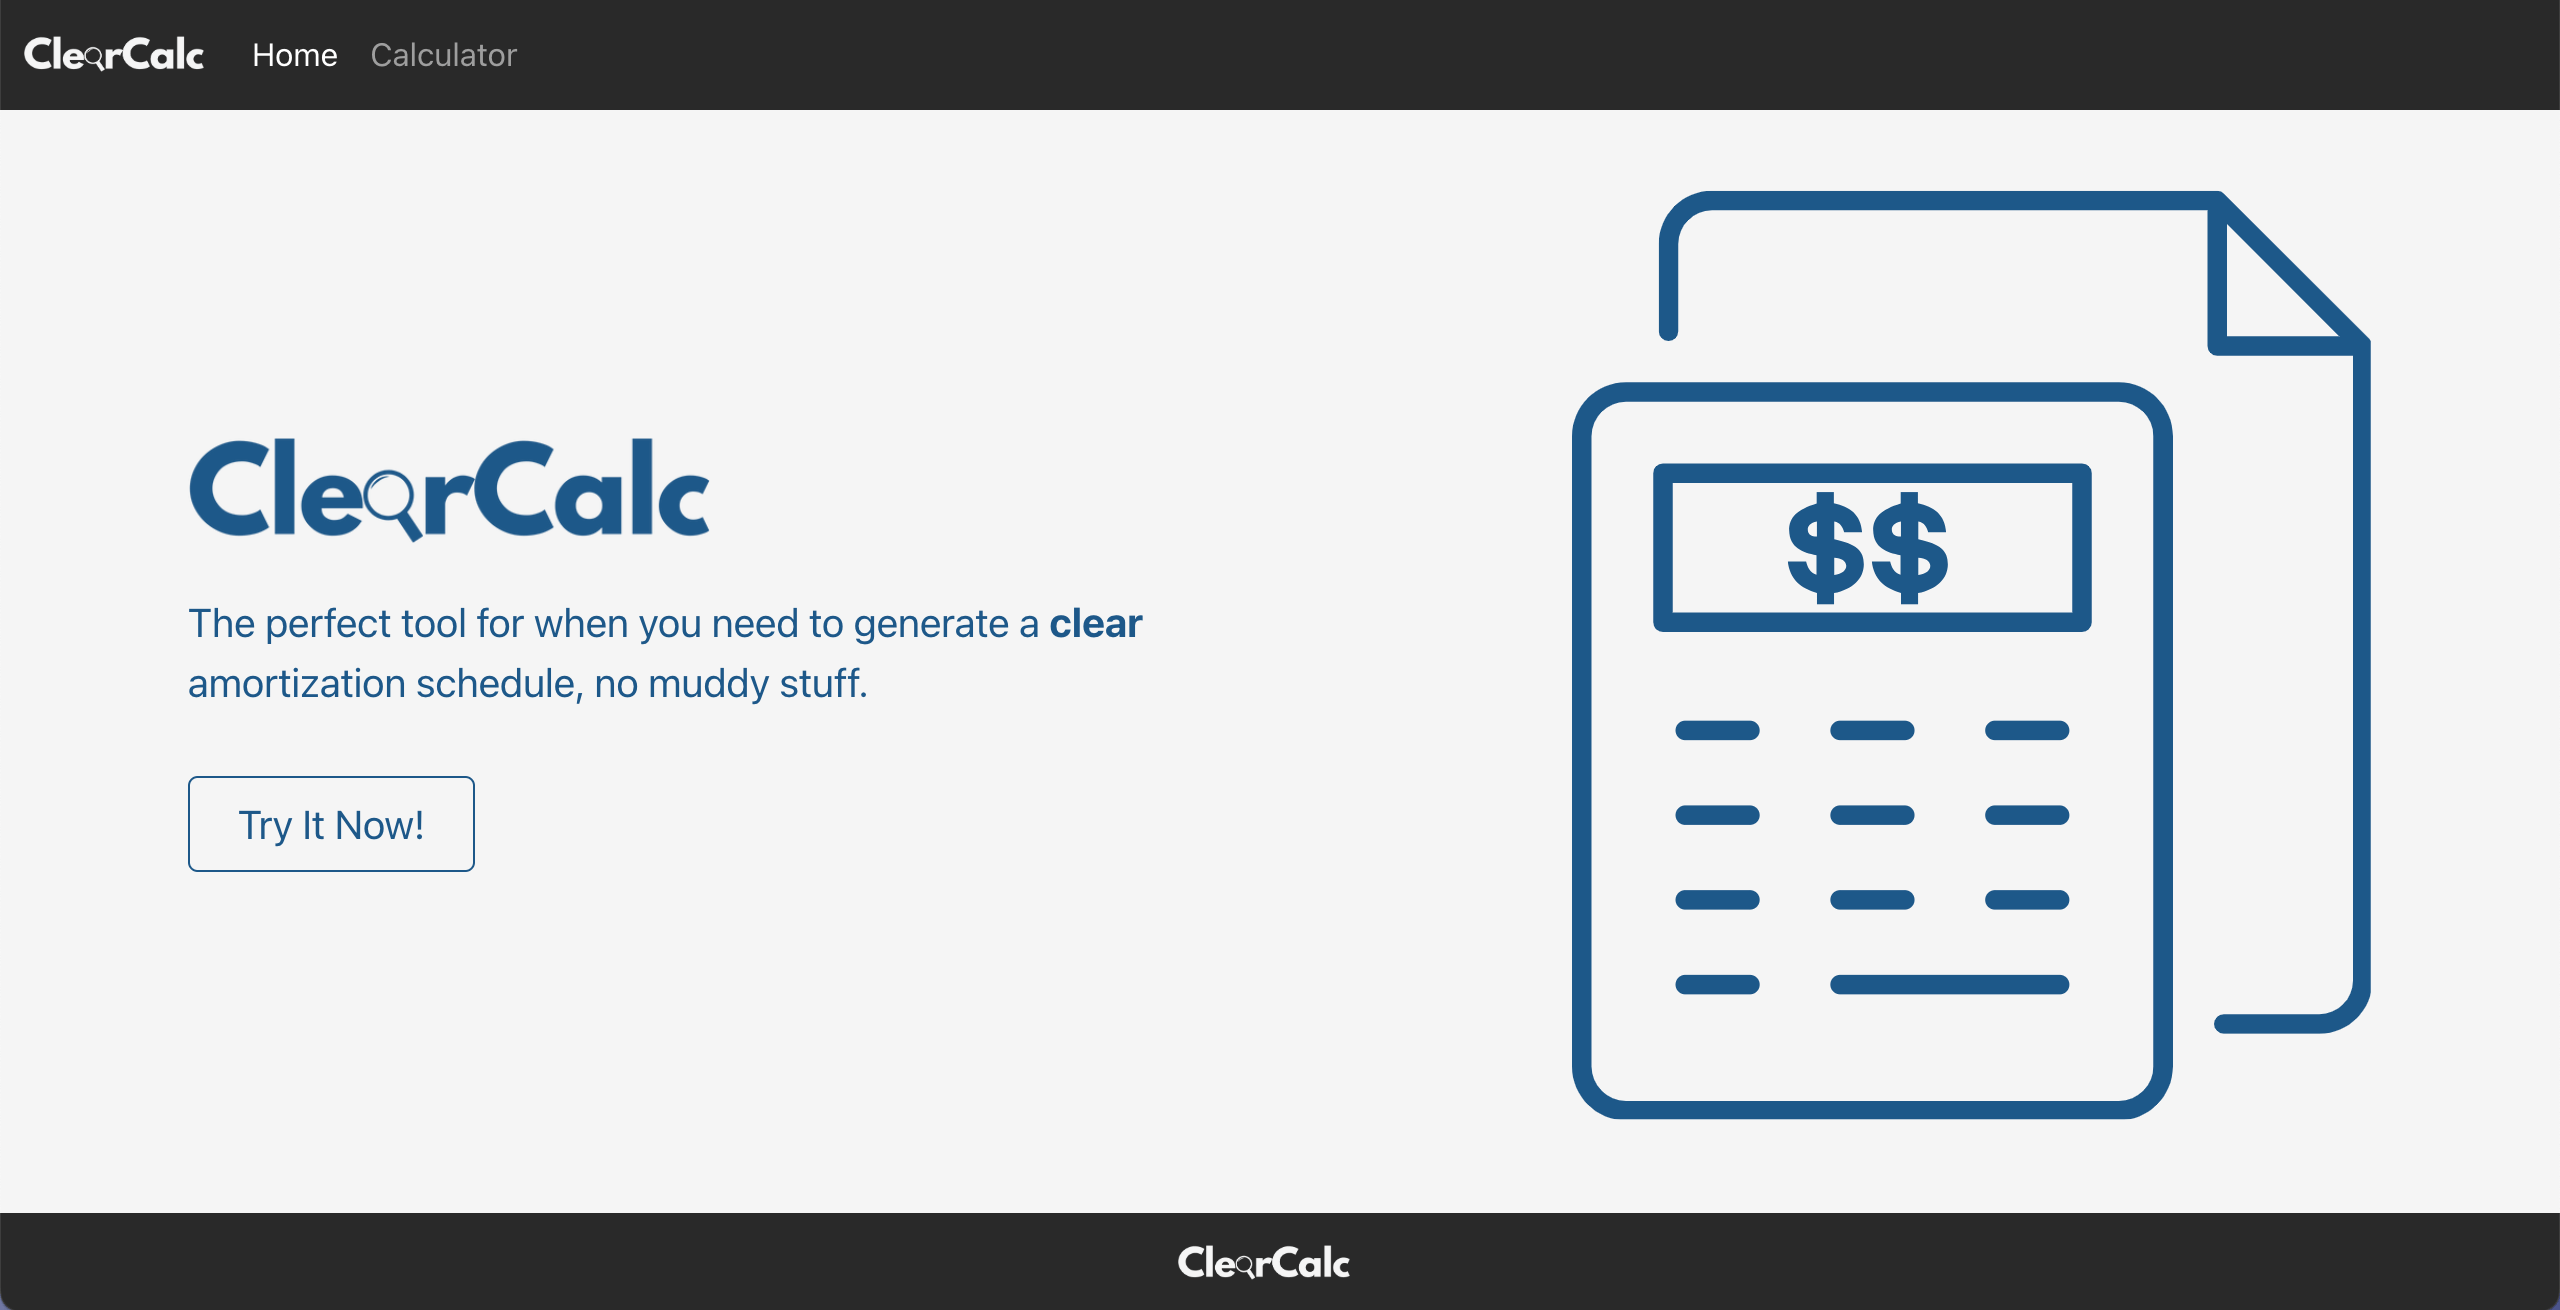 ClearCalc Home Calculator
ClearCalc
The perfect tool for when you need to generate a clear
amortization schedule, no muddy stuff.
Try It Now!
$$
ClearCalc